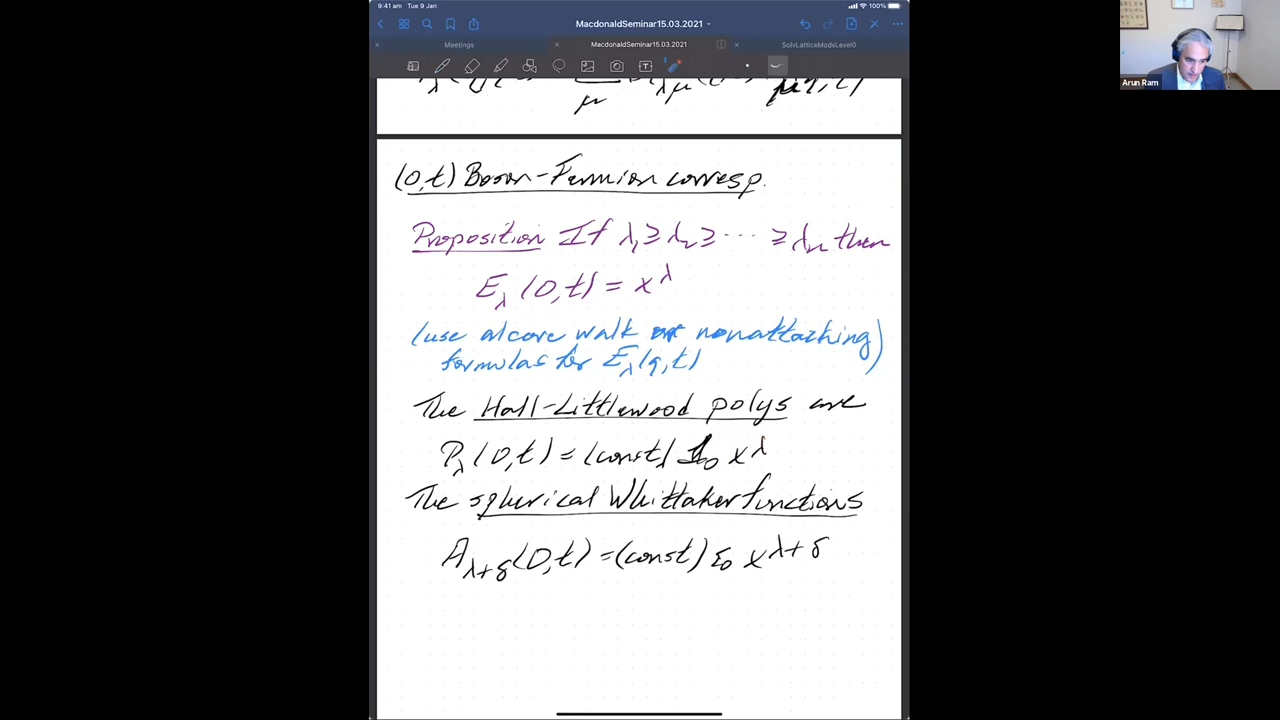 9:41 am Tue 9 Jan
100%
MacdonaldSeminar15.03.2021
Meetings
MacdonaldSeminar15.03.2021
SolvLatticeModsLevel0
Arun Ram
μ
(0,t) Boson-Fermion corresp.
Proposition If λ₁ ≥ λ₂ ≥ ⋯ ≥ λₙ then
E_λ (0,t) = x^λ
(use alcove walk nonattacking)
formulas for E_λ(q,t)
The Hall-Littlewood polys are
P_λ (0,t) = (const) 1₀ x^λ
The spherical Whittaker functions
A_{λ+δ} (0,t) = (const) ε₀ x^{λ+δ}